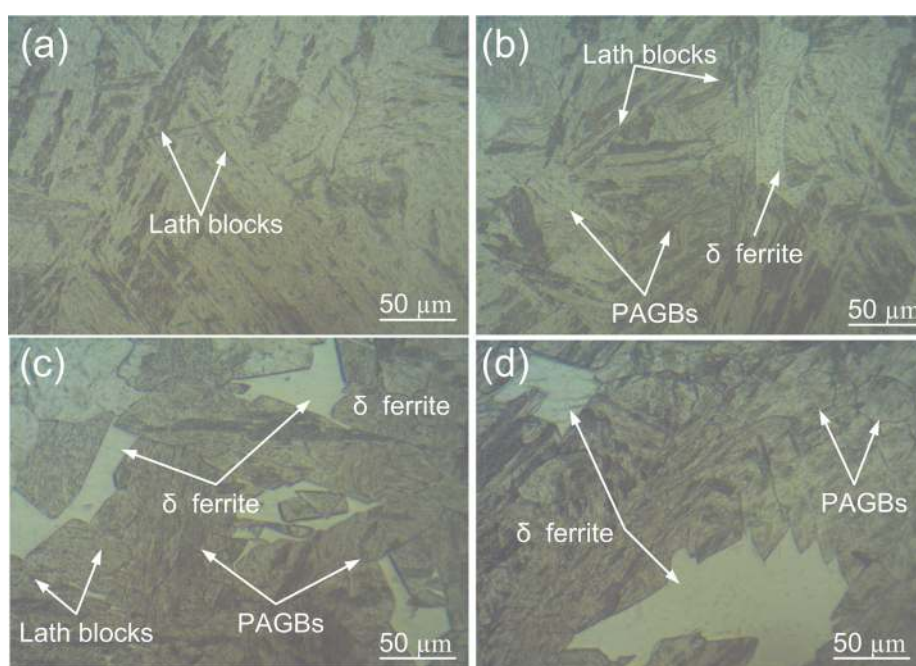 (a)
Lath blocks
50 μm
(b)
Lath blocks
δ ferrite
PAGBs
50 μm
(c)
δ ferrite
δ ferrite
Lath blocks
PAGBs
50 μm
(d)
PAGBs
δ ferrite
50 μm